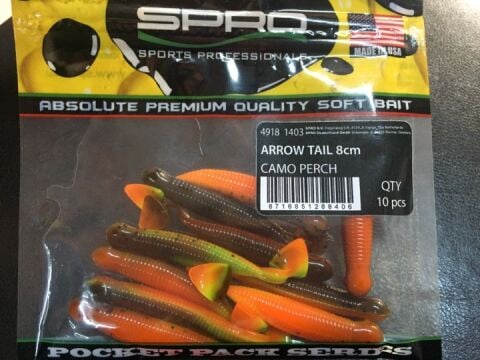 SPRO
SPORTS PROFESSIONALS
MADE IN USA
ABSOLUTE PREMIUM QUALITY SOFT BAIT
4918 1403
ARROW TAIL 8cm
CAMO PERCH
QTY
10 pcs
8716851288406
POCKET PACK SERIES